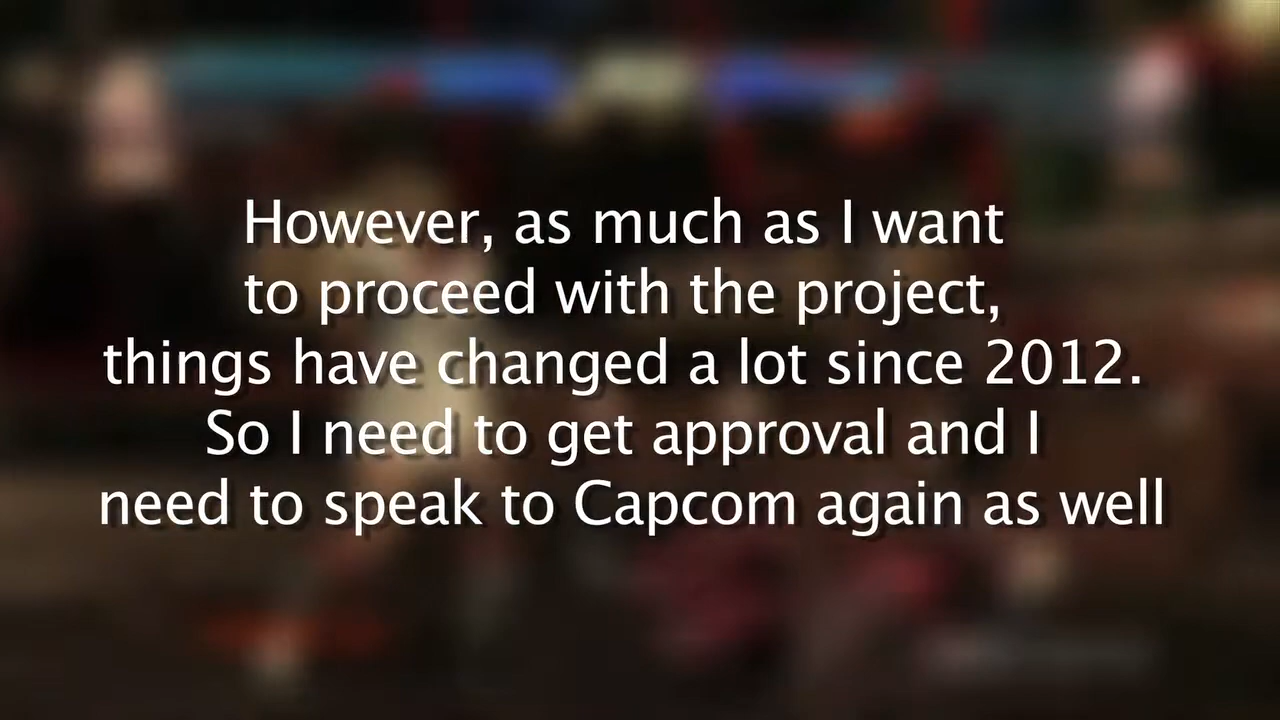 However, as much as I want
to proceed with the project,
things have changed a lot since 2012.
So I need to get approval and I
need to speak to Capcom again as well